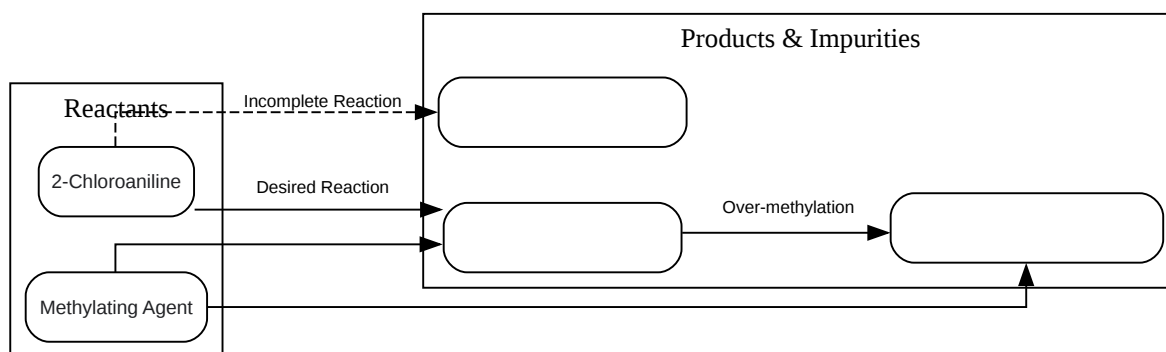 Products & Impurities
Reactants
Incomplete Reaction
2-Chloroaniline
Desired Reaction
Over-methylation
Methylating Agent